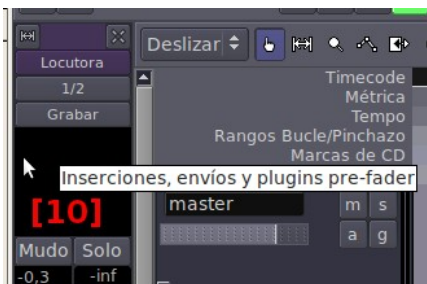 Locutora
1/2
Grabar
Deslizar
Timecode
Métrica
Tempo
Rangos Bucle/Pinchazo
Marcas de CD
Inserciones, envíos y plugins pre-fader
[10]
master
m s
a g
Mudo Solo
-0,3 -inf